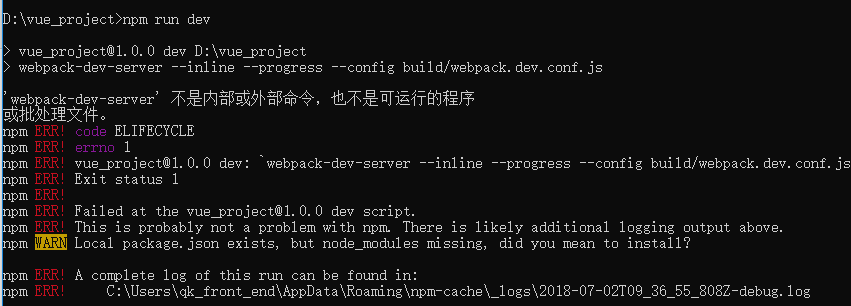 D:\vue_project>npm run dev
> vue_project@1.0.0 dev D:\vue_project
> webpack-dev-server --inline --progress --config build/webpack.dev.conf.js
'webpack-dev-server' 不是内部或外部命令，也不是可运行的程序
或批处理文件。
npm ERR! code ELIFECYCLE
npm ERR! errno 1
npm ERR! vue_project@1.0.0 dev: `webpack-dev-server --inline --progress --config build/webpack.dev.conf.js
npm ERR! Exit status 1
npm ERR!
npm ERR! Failed at the vue_project@1.0.0 dev script.
npm ERR! This is probably not a problem with npm. There is likely additional logging output above.
npm WARN Local package.json exists, but node_modules missing, did you mean to install?
npm ERR! A complete log of this run can be found in:
npm ERR!     C:\Users\qk_front_end\AppData\Roaming\npm-cache\_logs\2018-07-02T09_36_55_808Z-debug.log